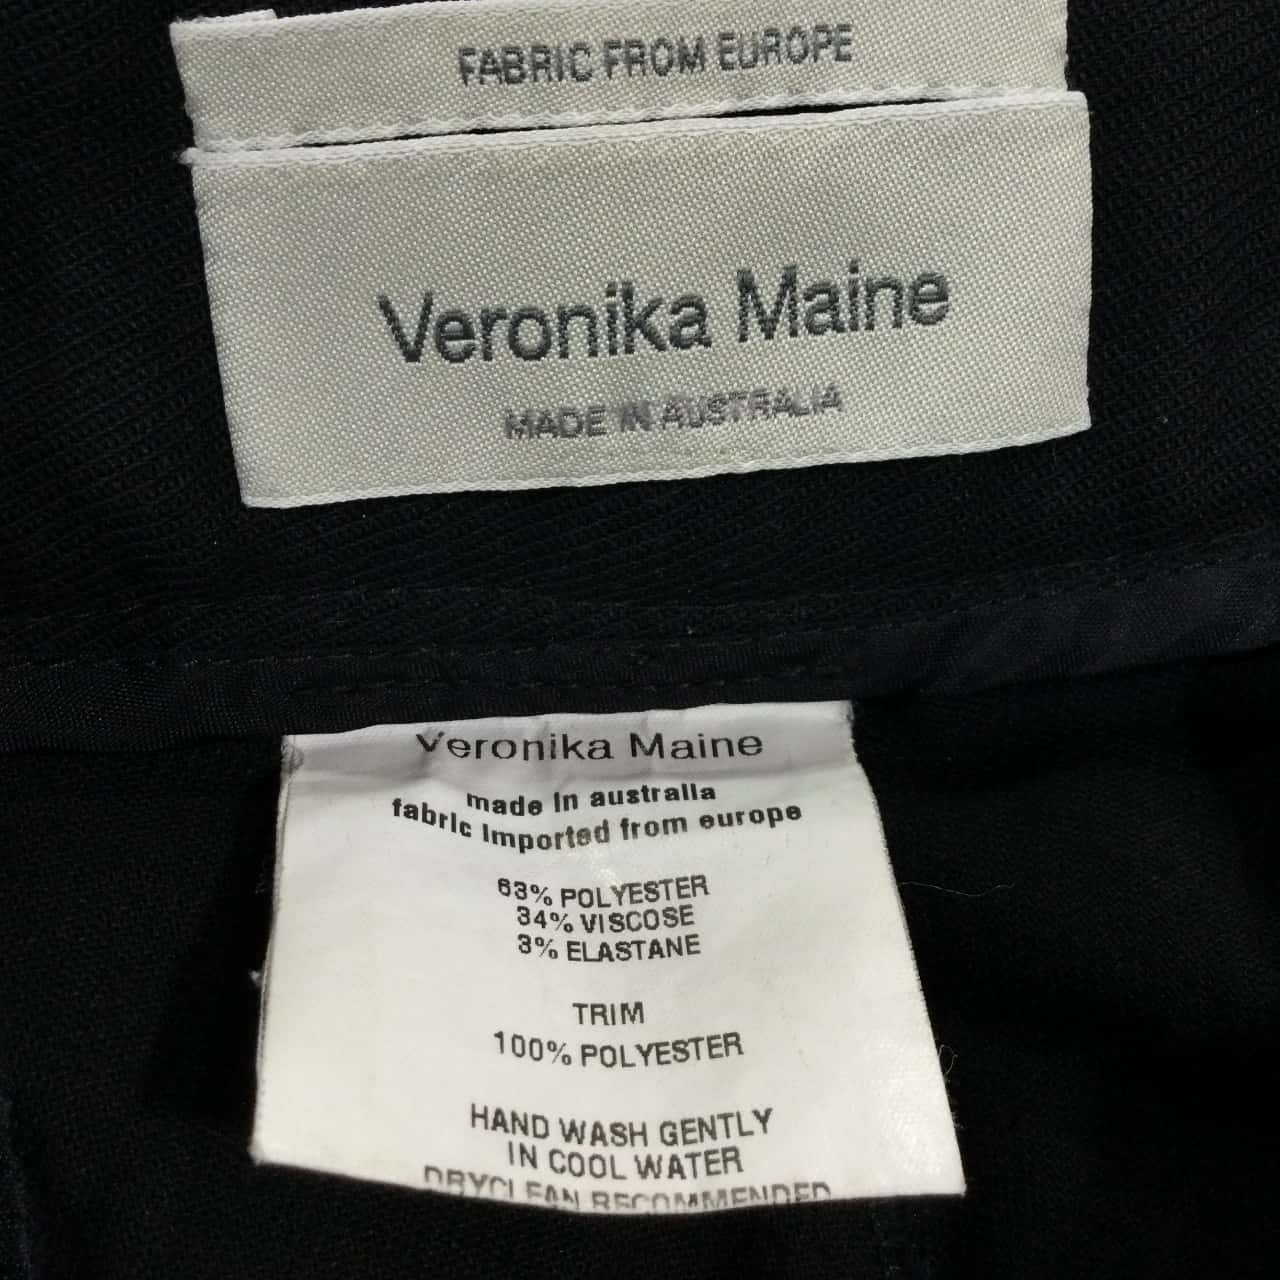 FABRIC FROM EUROPE
Veronika Maine
MADE IN AUSTRALIA
Veronika Maine
made in australia
fabric imported from europe
63% POLYESTER
34% VISCOSE
3% ELASTANE
TRIM
100% POLYESTER
HAND WASH GENTLY
IN COOL WATER
DRYCLEAN RECOMMENDED